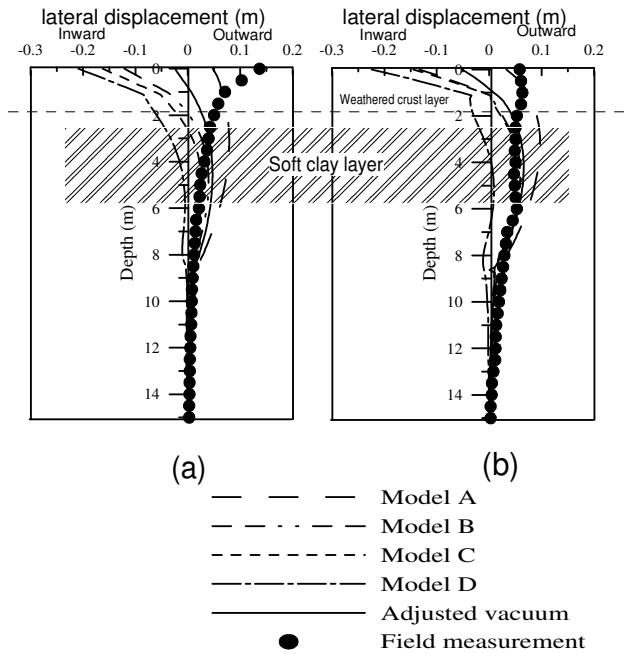 lateral displacement (m) lateral displacement (m)
Inward Outward Inward Outward
-0.3 -0.2 -0.1 0 0.1 0.2 -0.3 -0.2 -0.1 0 0.1 0.2
0 0
Weathered crust layer
2 2
Soft clay layer
4 4
6 6
Depth (m) Depth (m)
8 8
10 10
12 12
14 14
(a) (b)
Model A
Model B
Model C
Model D
Adjusted vacuum
Field measurement